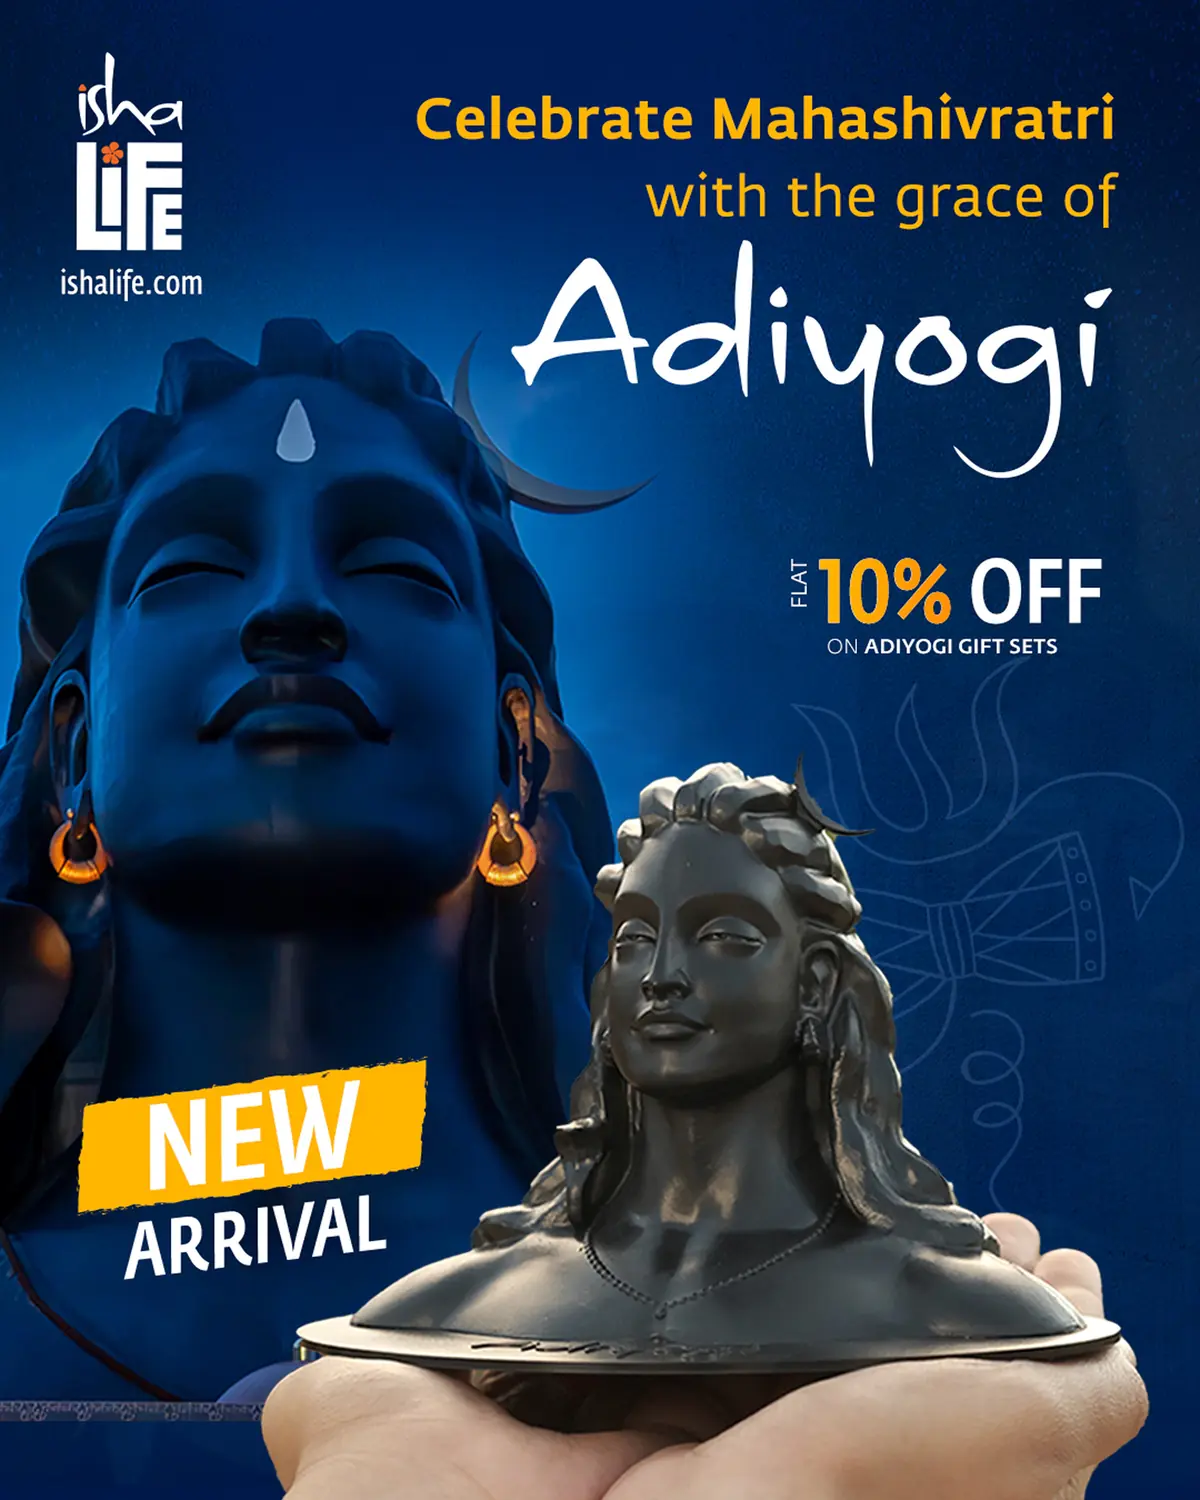 isha
LIFE
ishalife.com
Celebrate Mahashivratri
with the grace of
Adiyogi
FLAT
10% OFF
ON ADIYOGI GIFT SETS
NEW
ARRIVAL